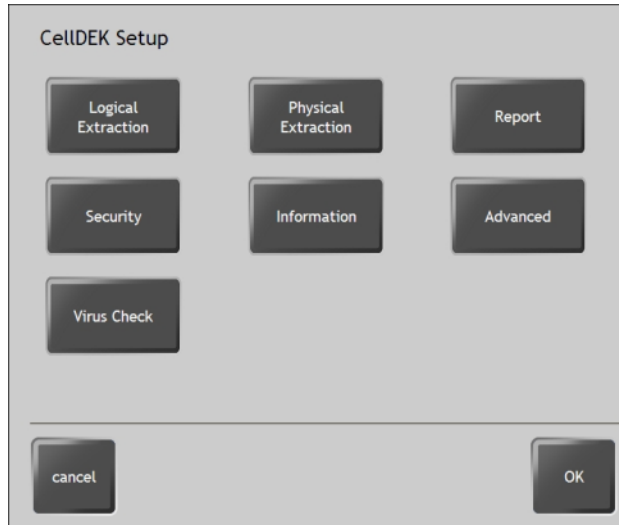 CellDEK Setup
Logical
Extraction
Physical
Extraction
Report
Security
Information
Advanced
Virus Check
cancel
OK